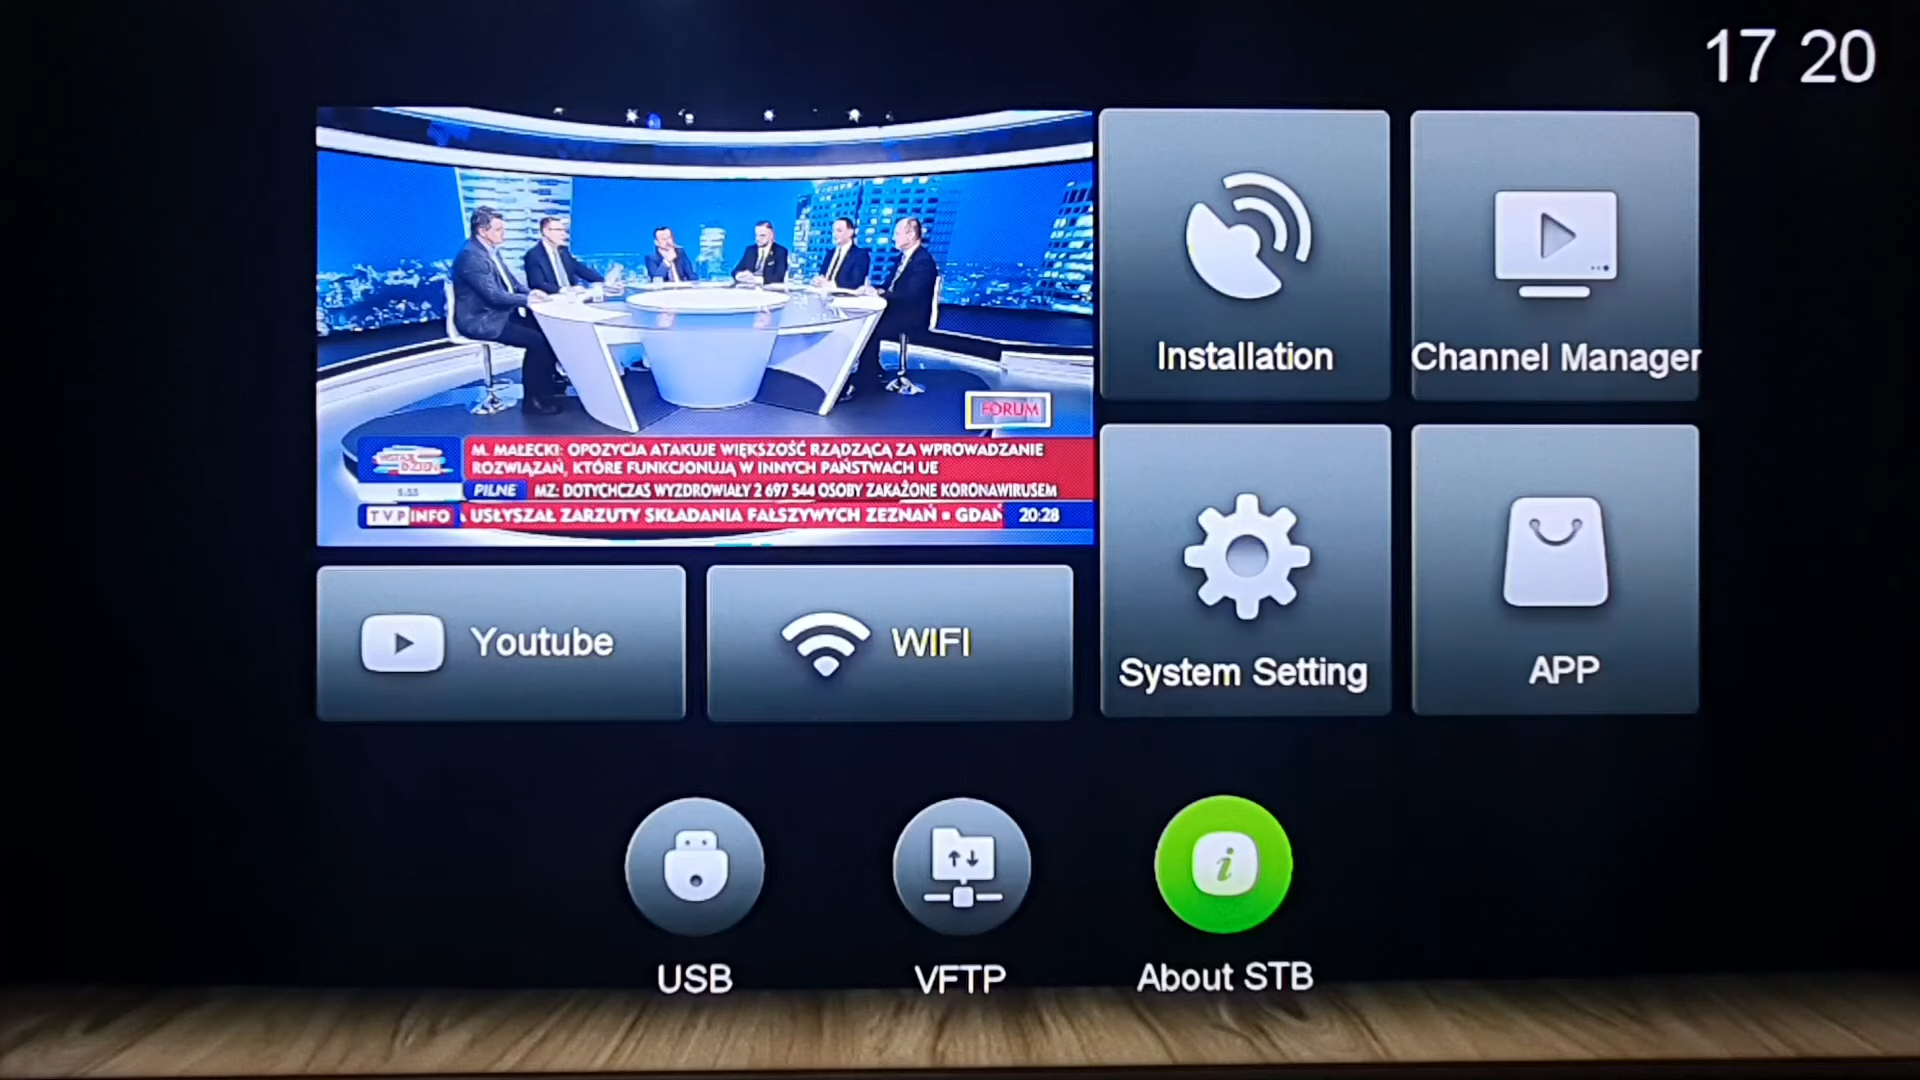 17 20
FORUM
M. MAŁECKI: OPOZYCJA ATAKUJE WIĘKSZOŚĆ RZĄDZĄCĄ ZA WPROWADZANIE
ROZWIĄZAŃ, KTÓRE FUNKCJONUJĄ W INNYCH PAŃSTWACH UE
PILNE MZ: DOTYCHCZAS WYZDROWIAŁY 2 697 544 OSOBY ZAKAŻONE KORONAWIRUSEM
TVP INFO USŁYSZAŁ ZARZUTY SKŁADANIA FAŁSZYWYCH ZEZNAŃ ▪ GDAŃ 20:28
Installation
Channel Manager
Youtube
WIFI
System Setting
APP
USB
VFTP
About STB